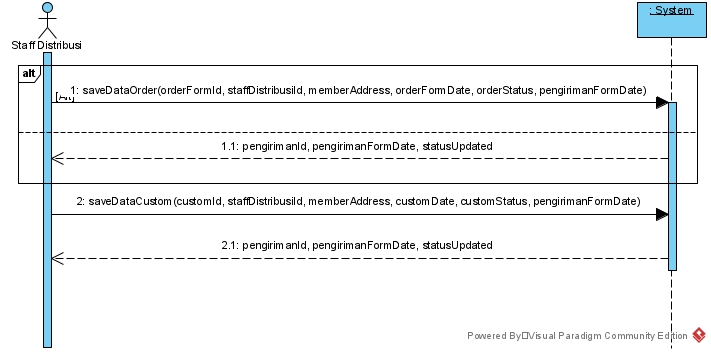 : System
Staff Distribusi
alt
1: saveDataOrder(orderFormId, staffDistribusiId, memberAddress, orderFormDate, orderStatus, pengirimanFormDate)
1.1: pengirimanId, pengirimanFormDate, statusUpdated
2: saveDataCustom(customId, staffDistribusiId, memberAddress, customDate, customStatus, pengirimanFormDate)
2.1: pengirimanId, pengirimanFormDate, statusUpdated
Powered By Visual Paradigm Community Edition